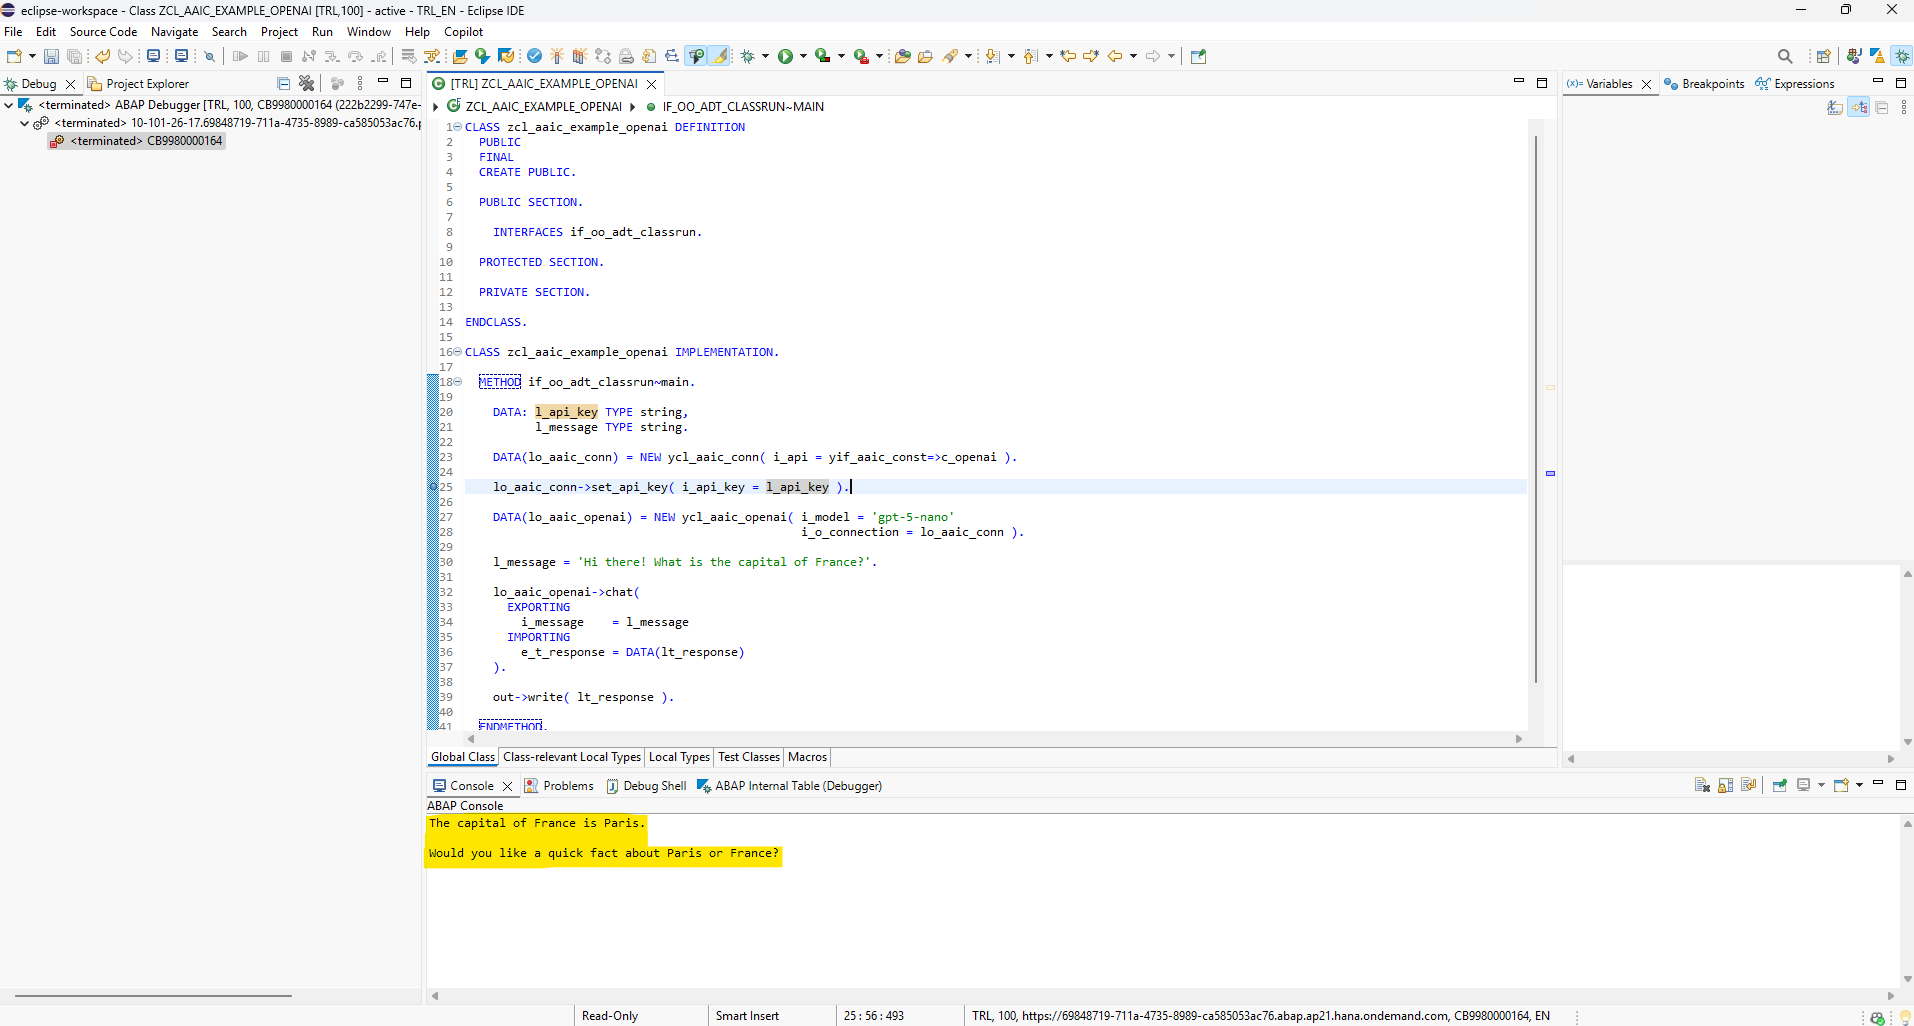 eclipse-workspace - Class ZCL_AAIC_EXAMPLE_OPENAI [TRL,100] - active - TRL_EN - Eclipse IDE
File Edit Source Code Navigate Search Project Run Window Help Copilot
Debug Project Explorer
<terminated> ABAP Debugger [TRL, 100, CB9980000164 (222b2299-747e-
<terminated> 10-101-26-17.69848719-711a-4735-8989-ca585053ac76.
<terminated> CB9980000164
[TRL] ZCL_AAIC_EXAMPLE_OPENAI
ZCL_AAIC_EXAMPLE_OPENAI IF_OO_ADT_CLASSRUN~MAIN
1 CLASS zcl_aaic_example_openai DEFINITION
2 PUBLIC
3 FINAL
4 CREATE PUBLIC.
5
6 PUBLIC SECTION.
7
8 INTERFACES if_oo_adt_classrun.
9
10 PROTECTED SECTION.
11
12 PRIVATE SECTION.
13
14 ENDCLASS.
15
16 CLASS zcl_aaic_example_openai IMPLEMENTATION.
17
18 METHOD if_oo_adt_classrun~main.
19
20 DATA: l_api_key TYPE string,
21 l_message TYPE string.
22
23 DATA(lo_aaic_conn) = NEW ycl_aaic_conn( i_api = yif_aaic_const=>c_openai ).
24
25 lo_aaic_conn->set_api_key( i_api_key = l_api_key ).
26
27 DATA(lo_aaic_openai) = NEW ycl_aaic_openai( i_model = 'gpt-5-nano'
28 i_o_connection = lo_aaic_conn ).
29
30 l_message = 'Hi there! What is the capital of France?'.
31
32 lo_aaic_openai->chat(
33 EXPORTING
34 i_message = l_message
35 IMPORTING
36 e_t_response = DATA(lt_response)
37 ).
38
39 out->write( lt_response ).
40
41 ENDMETHOD.
Global Class Class-relevant Local Types Local Types Test Classes Macros
(x)= Variables Breakpoints Expressions
Console Problems Debug Shell ABAP Internal Table (Debugger)
ABAP Console
The capital of France is Paris.
Would you like a quick fact about Paris or France?
Read-Only Smart Insert 25 : 56 : 493 TRL, 100, https://69848719-711a-4735-8989-ca585053ac76.abap.ap21.hana.ondemand.com, CB9980000164, EN